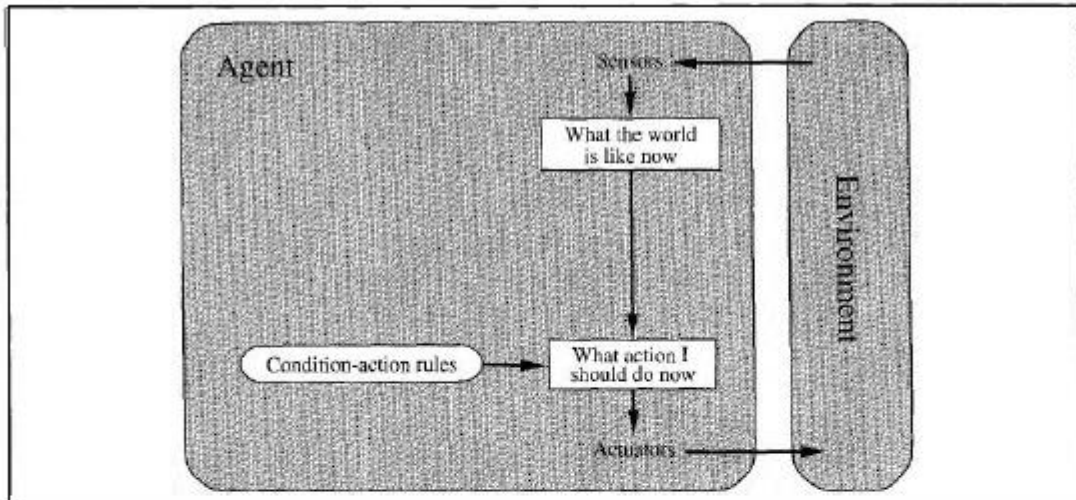 Agent
Sensors
What the world
is like now
Environment
Condition-action rules
What action I
should do now
Actuators